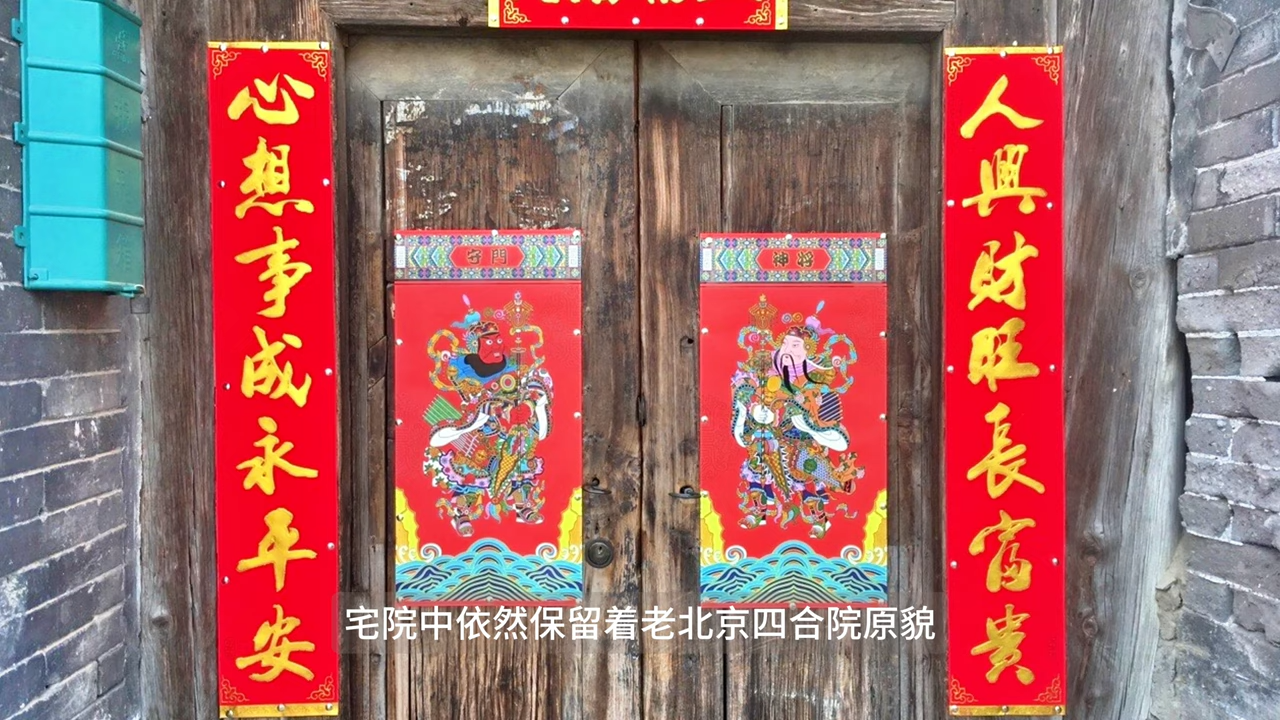 人興財旺長富貴
心想事成永平安
守門
神將
宅院中依然保留着老北京四合院原貌